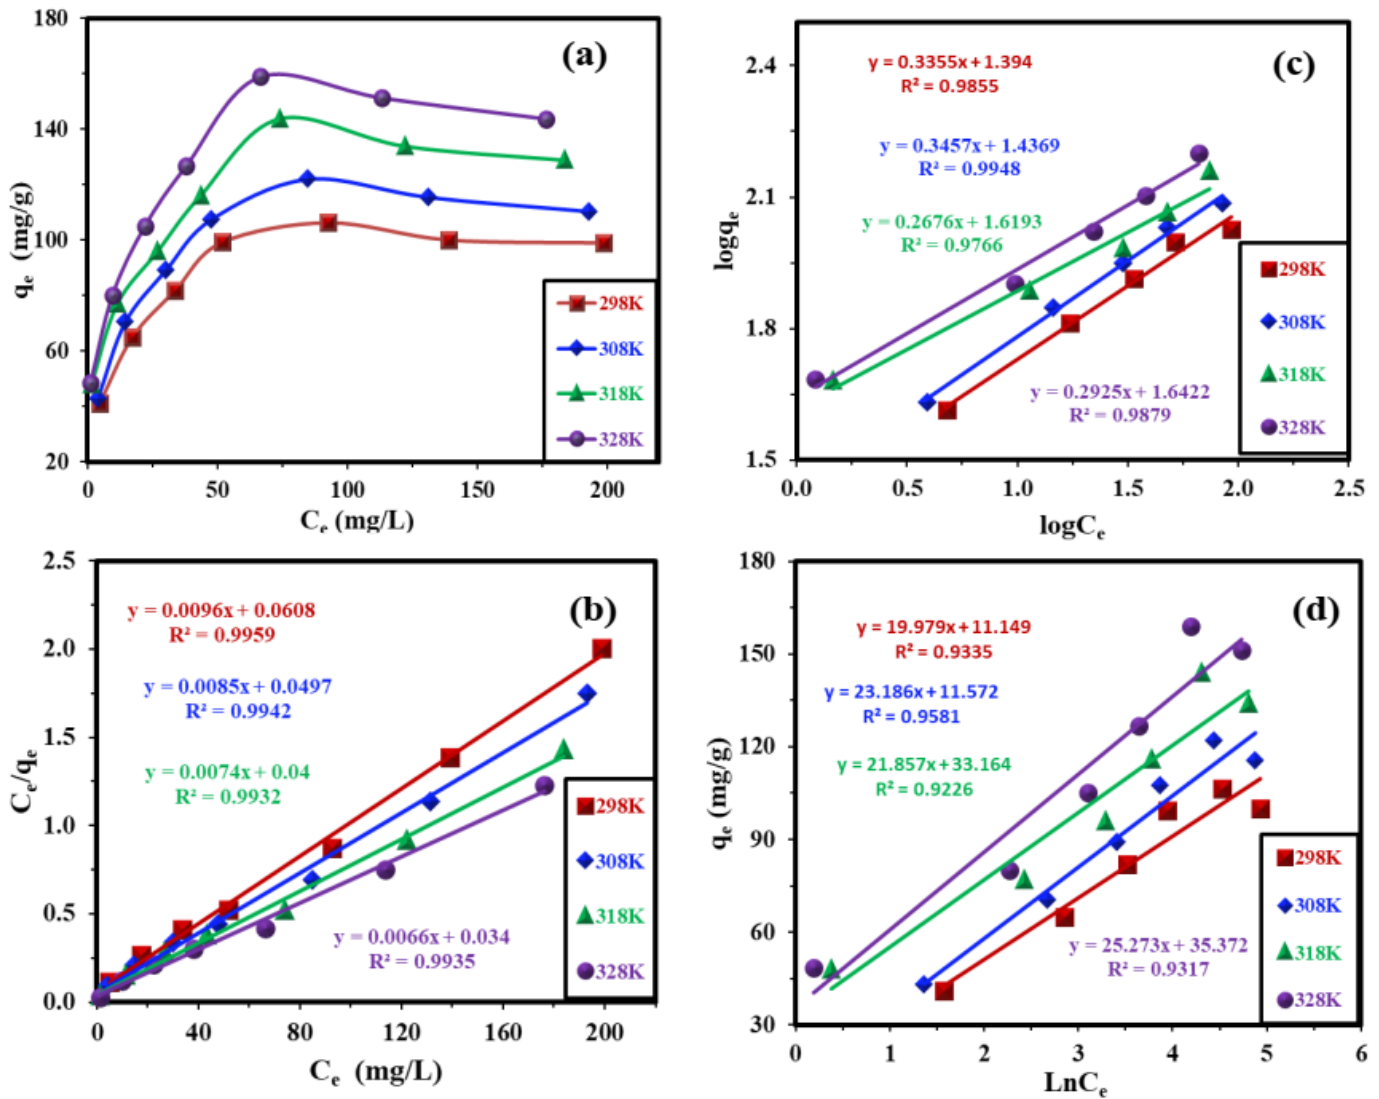 (a)
180
140
100
60
20
qe (mg/g)
298K
308K
318K
328K
0
50
100
150
200
Ce (mg/L)
(c)
2.4
2.1
1.8
1.5
logqe
y = 0.3355x + 1.394
R² = 0.9855
y = 0.3457x + 1.4369
R² = 0.9948
y = 0.2676x + 1.6193
R² = 0.9766
y = 0.2925x + 1.6422
R² = 0.9879
298K
308K
318K
328K
0.0
0.5
1.0
1.5
2.0
2.5
logCe
(b)
2.5
2.0
1.5
1.0
0.5
0.0
Ce/qe
y = 0.0096x + 0.0608
R² = 0.9959
y = 0.0085x + 0.0497
R² = 0.9942
y = 0.0074x + 0.04
R² = 0.9932
y = 0.0066x + 0.034
R² = 0.9935
298K
308K
318K
328K
0
40
80
120
160
200
Ce (mg/L)
(d)
180
150
120
90
60
30
qe (mg/g)
y = 19.979x + 11.149
R² = 0.9335
y = 23.186x + 11.572
R² = 0.9581
y = 21.857x + 33.164
R² = 0.9226
y = 25.273x + 35.372
R² = 0.9317
298K
308K
318K
328K
0
1
2
3
4
5
6
LnCe